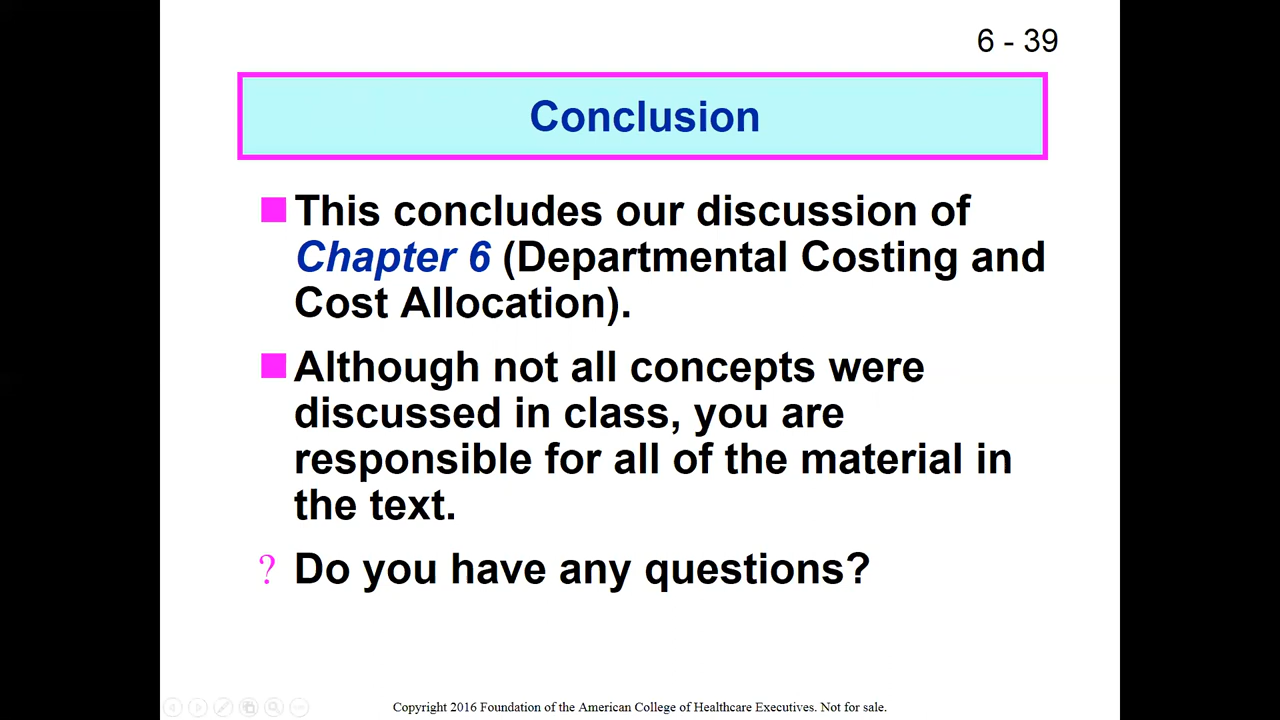 6 - 39
Conclusion
This concludes our discussion of
Chapter 6 (Departmental Costing and
Cost Allocation).
Although not all concepts were
discussed in class, you are
responsible for all of the material in
the text.
? Do you have any questions?
Copyright 2016 Foundation of the American College of Healthcare Executives. Not for sale.